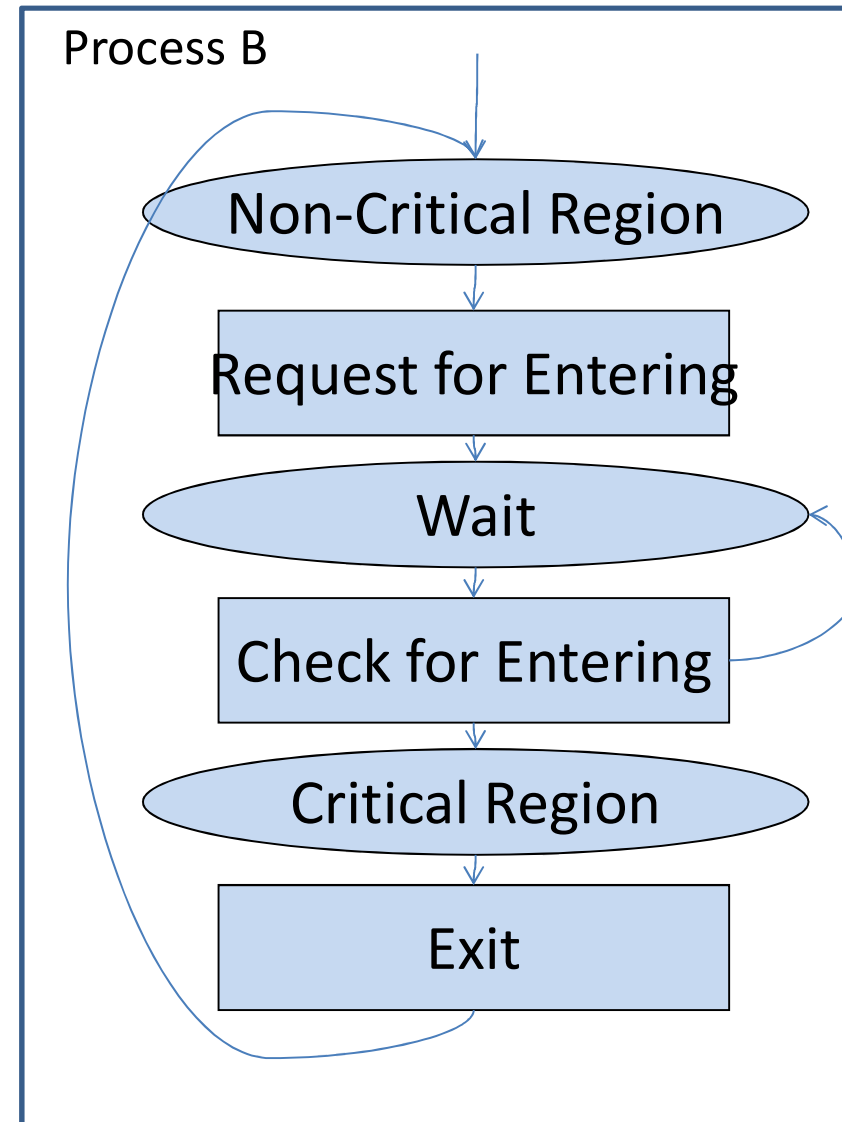 Process B
Non-Critical Region
Request for Entering
Wait
Check for Entering
Critical Region
Exit